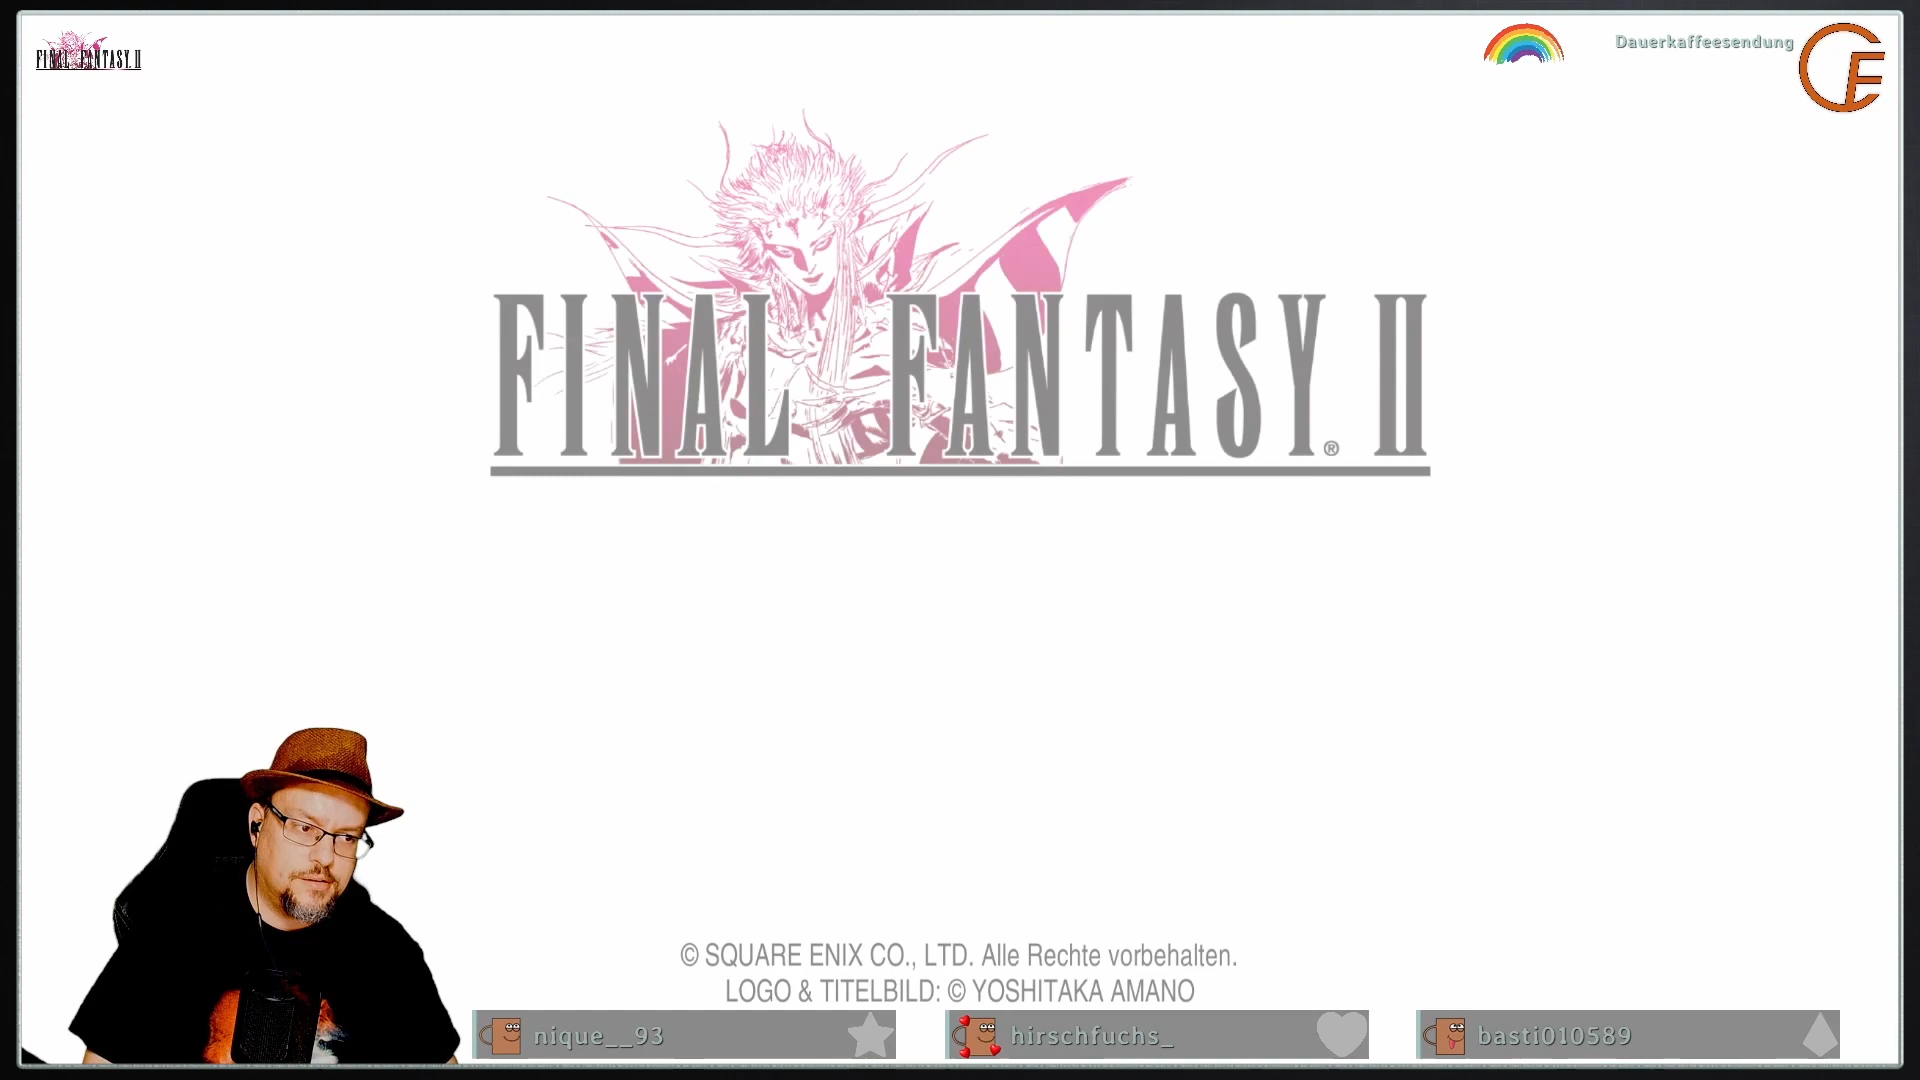 FINAL FANTASY II
Dauerkaffeesendung
FINAL FANTASY® II
© SQUARE ENIX CO., LTD. Alle Rechte vorbehalten.
LOGO & TITELBILD: © YOSHITAKA AMANO
nique__93
hirschfuchs_
basti010589